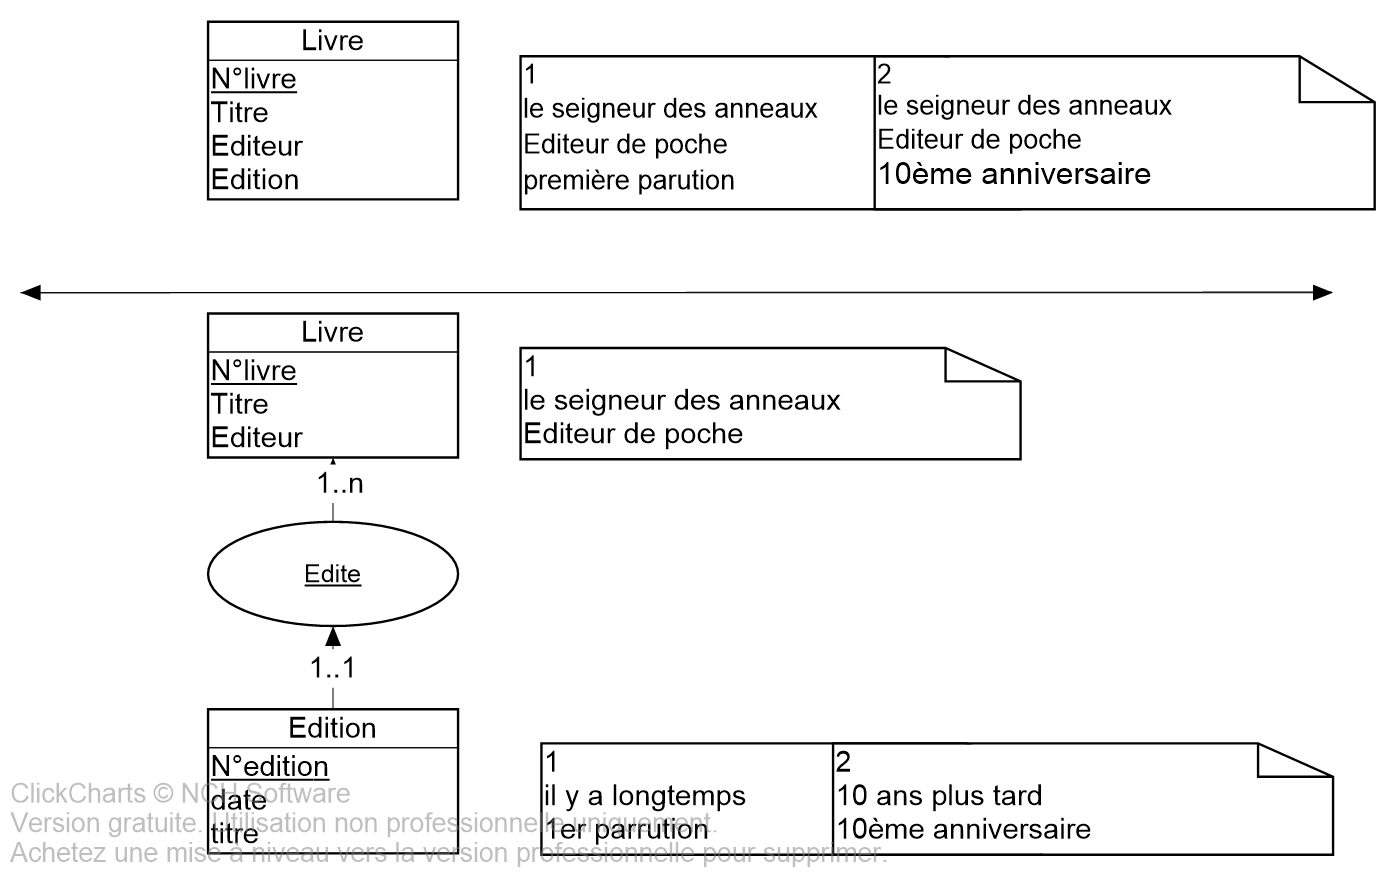 Livre
N°livre
Titre
Editeur
Edition
1
le seigneur des anneaux
Editeur de poche
première parution
2
le seigneur des anneaux
Editeur de poche
10ème anniversaire
Livre
N°livre
Titre
Editeur
1
le seigneur des anneaux
Editeur de poche
1..n
Edite
1..1
Edition
N°edition
date
titre
1
il y a longtemps
1er parrution
2
10 ans plus tard
10ème anniversaire
ClickCharts © NCH Software
Version gratuite. Utilisation non professionnelle uniquement.
Achetez une mise à niveau vers la version professionnelle pour supprimer.